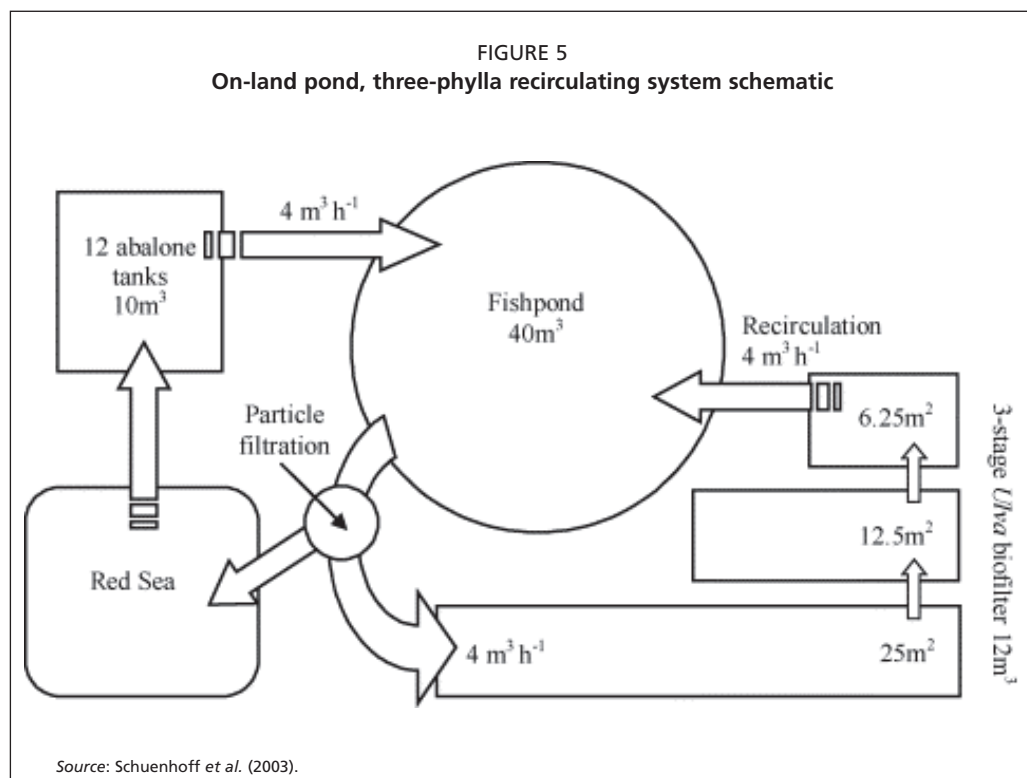 FIGURE 5
On-land pond, three-phylla recirculating system schematic
12 abalone
tanks
10m³
4 m³ h⁻¹
Fishpond
40m³
Recirculation
4 m³ h⁻¹
Particle
filtration
Red Sea
6.25m²
12.5m²
4 m³ h⁻¹
25m²
3-stage Ulva biofilter 12m³
Source: Schuenhoff et al. (2003).